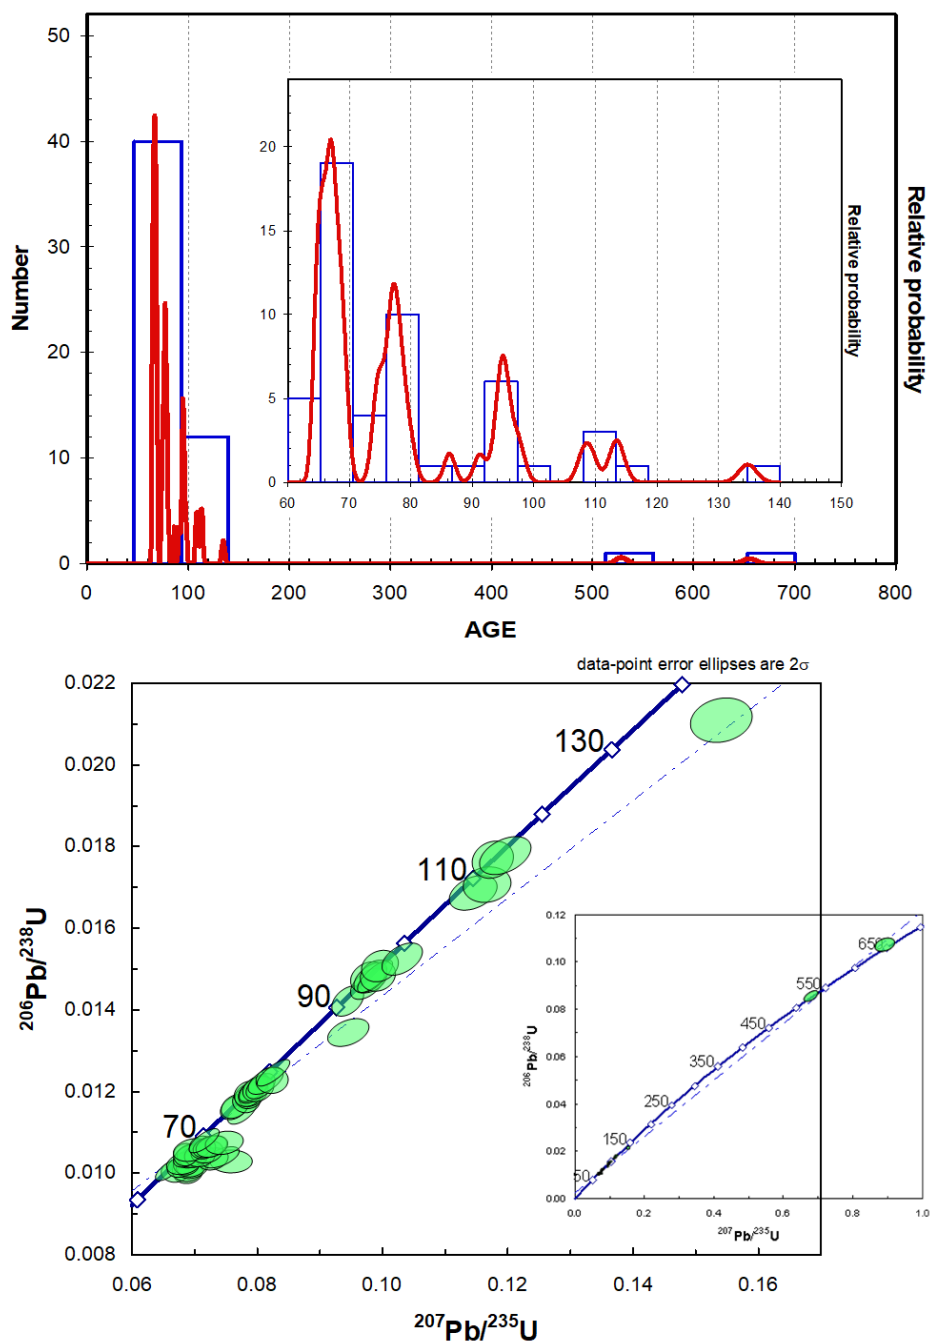 50
40
30
20
10
0
Number
0 100 200 300 400 500 600 700 800
AGE
Relative probability
20
15
10
5
0
60 70 80 90 100 110 120 130 140 150
Relative probability
data-point error ellipses are 2σ
0.022
0.020
0.018
0.016
0.014
0.012
0.010
0.008
206Pb/238U
0.06 0.08 0.10 0.12 0.14 0.16
207Pb/235U
130
110
90
70
0.12
0.10
0.08
0.06
0.04
0.02
0.00
206Pb/238U
650
550
450
350
250
150
50
0.0 0.2 0.4 0.6 0.8 1.0
207Pb/235U